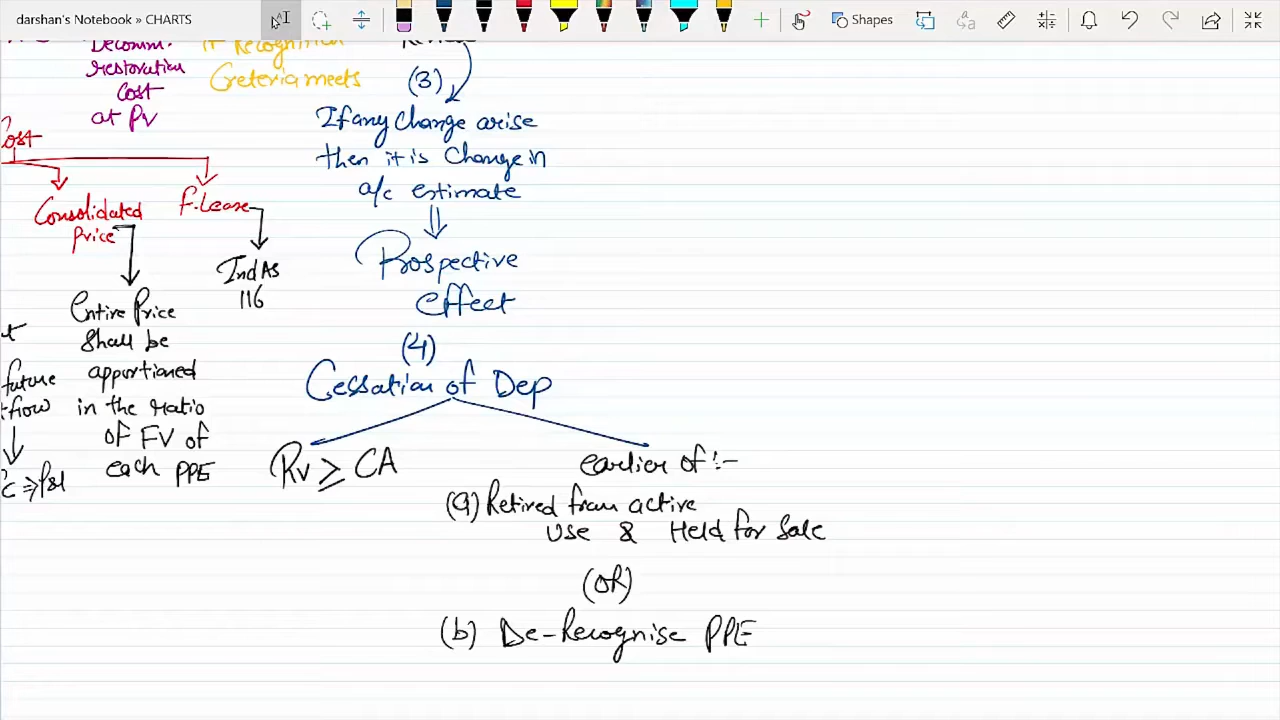 darshan's Notebook » CHARTS
Shapes
Decomm.
restoration
Cost
at PV
it Recognition
Creteria meets
(3)
If any Change arise
then it is Change in
a/c estimate
Prospective
effect
(4)
Cessation of Dep
RV ≥ CA
earlier of :-
(a) Retired from active
use & Held for Sale
(OR)
(b) De-Recognise PPE
Cost
Consolidated
Price
F. Lease
Ind AS
116
Entire Price
Shall be
apportioned
in the ratio
of FV of
each PPE
future